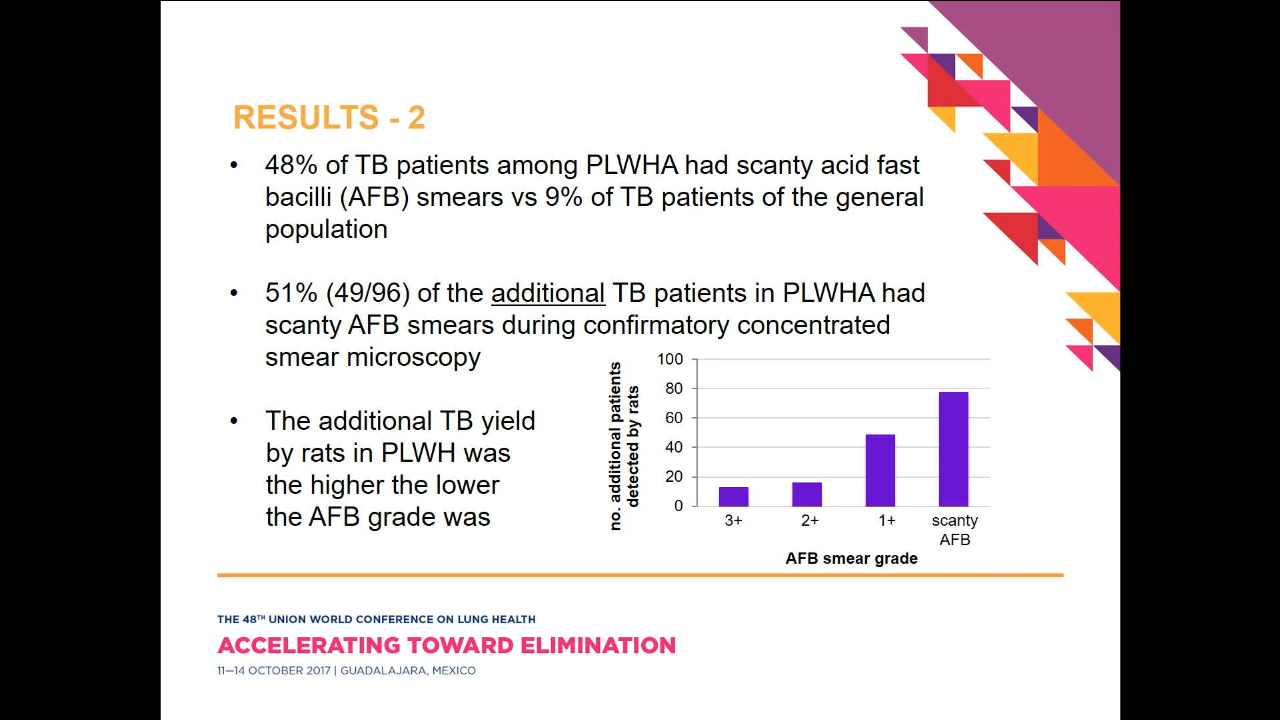 RESULTS - 2
• 48% of TB patients among PLWHA had scanty acid fast
bacilli (AFB) smears vs 9% of TB patients of the general
population
• 51% (49/96) of the additional TB patients in PLWHA had
scanty AFB smears during confirmatory concentrated
smear microscopy
• The additional TB yield
by rats in PLWH was
the higher the lower
the AFB grade was
no. additional patients
detected by rats
100
80
60
40
20
0
3+ 2+ 1+ scanty
AFB
AFB smear grade
THE 48TH UNION WORLD CONFERENCE ON LUNG HEALTH
ACCELERATING TOWARD ELIMINATION
11—14 OCTOBER 2017 | GUADALAJARA, MEXICO